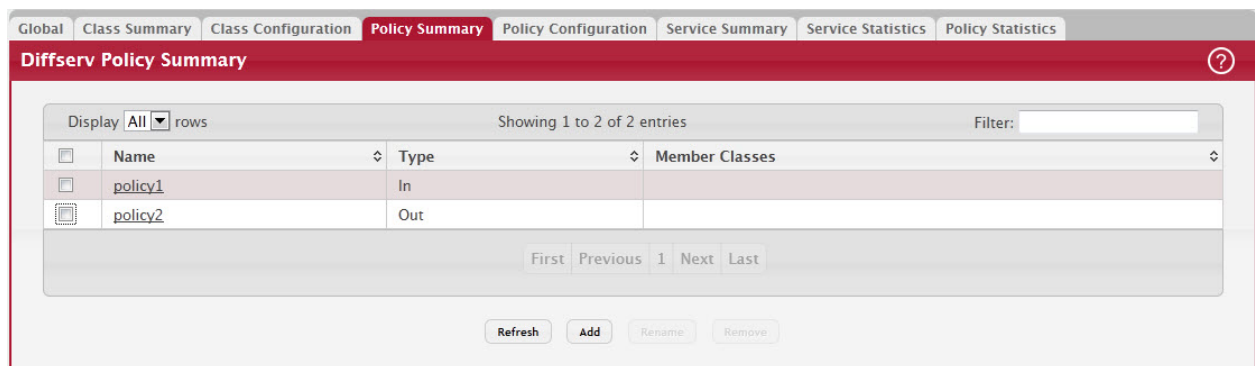 Global Class Summary Class Configuration Policy Summary Policy Configuration Service Summary Service Statistics Policy Statistics
Diffserv Policy Summary ?
Display All rows Showing 1 to 2 of 2 entries Filter:
Name Type Member Classes
policy1 In
policy2 Out
First Previous 1 Next Last
Refresh Add Rename Remove